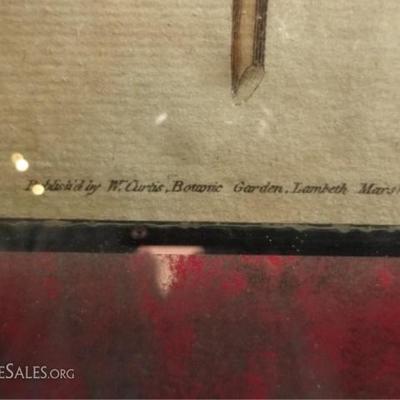 Publish'd by W. Curtis, Botanic Garden, Lambeth Mars
ESALES.ORG